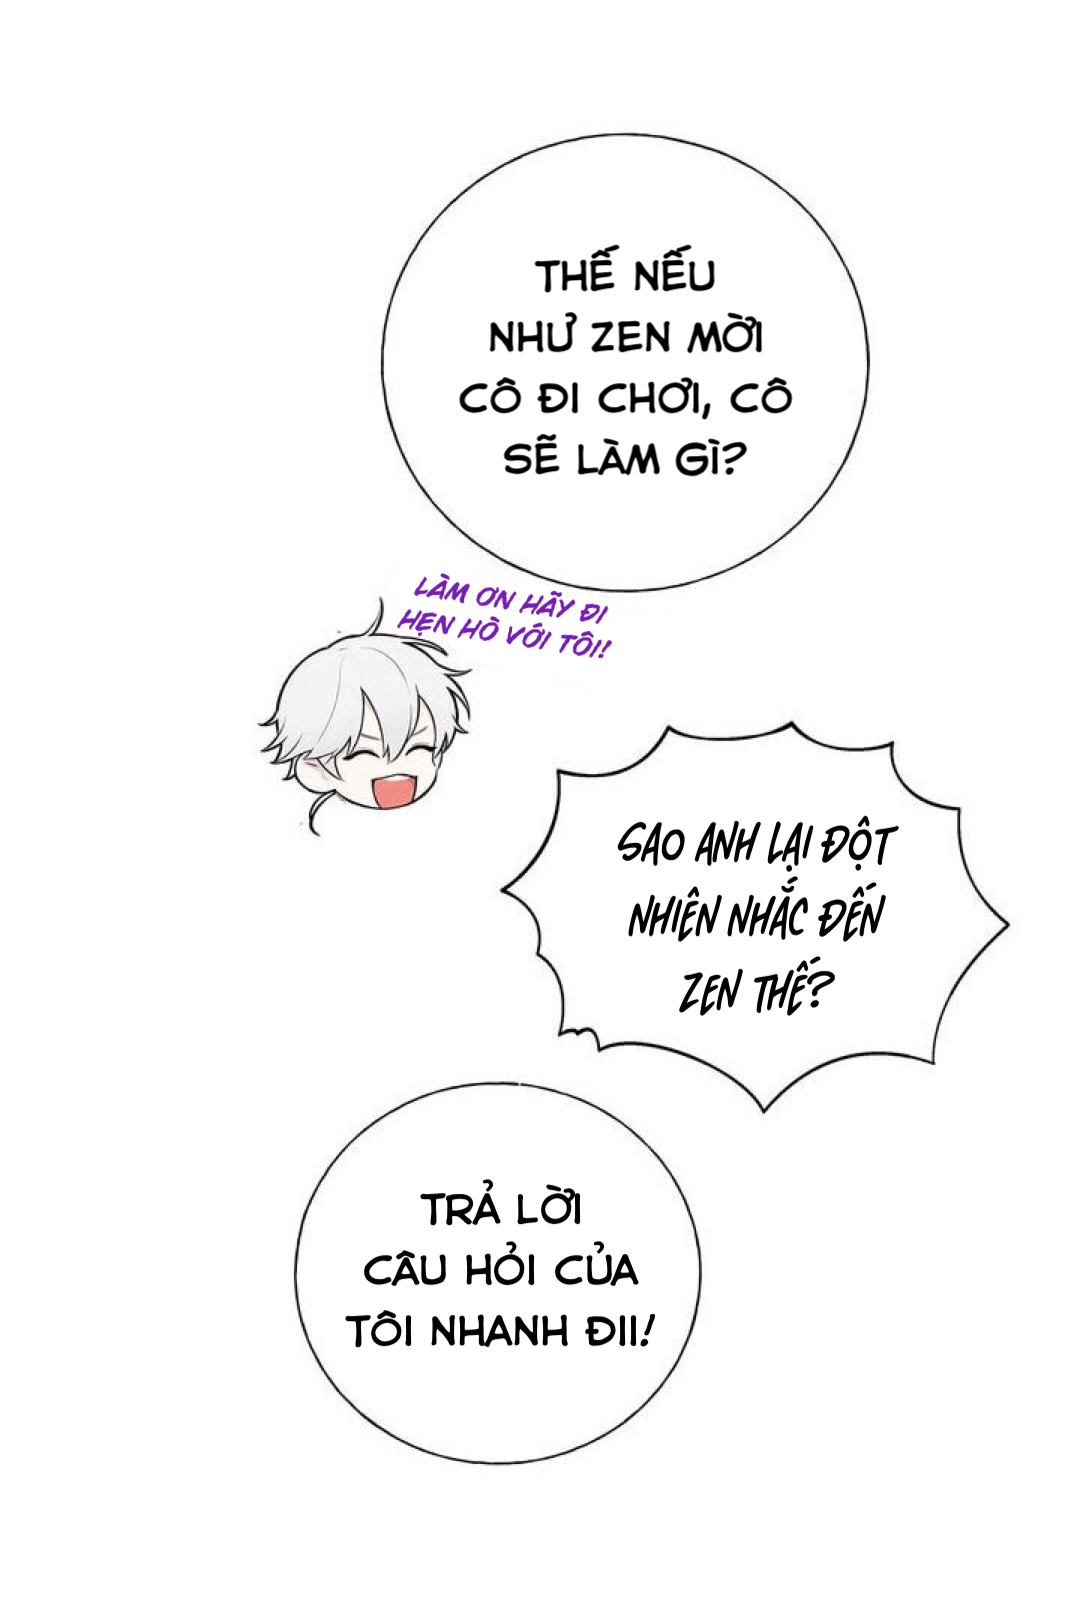 THẾ NẾU
NHƯ ZEN MỜI
CÔ ĐI CHƠI, CÔ
SẼ LÀM GÌ?
LÀM ƠN HÃY ĐI
HẸN HÒ VỚI TÔI!
SAO ANH LẠI ĐỘT
NHIÊN NHẮC ĐẾN
ZEN THẾ?
TRẢ LỜI
CÂU HỎI CỦA
TÔI NHANH ĐII!